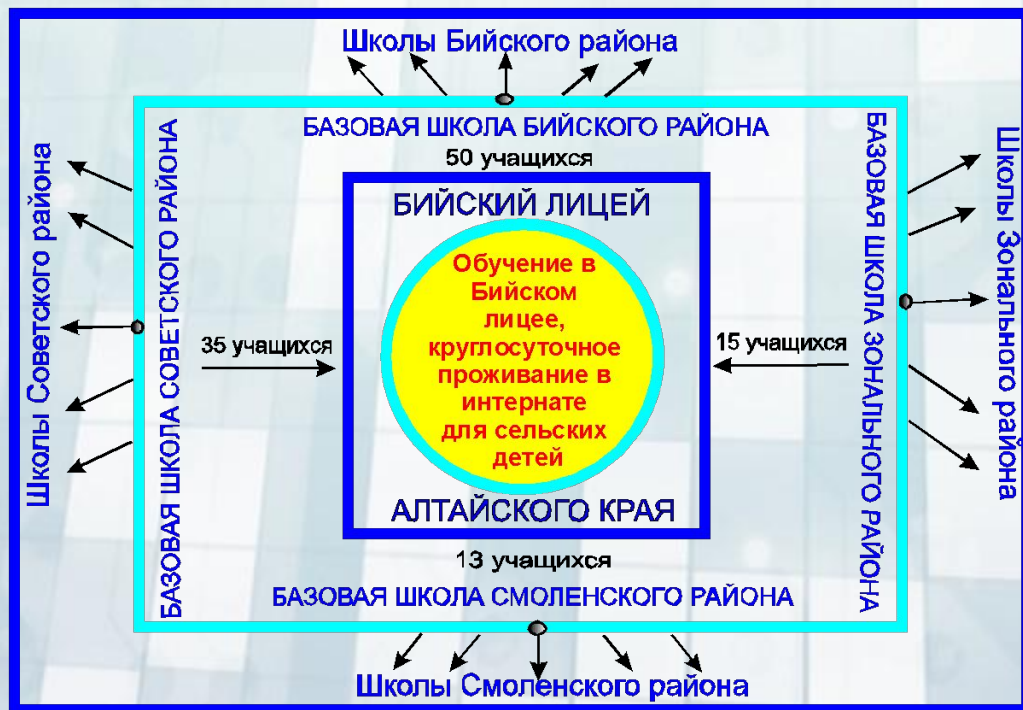 Школы Бийского района
БАЗОВАЯ ШКОЛА БИЙСКОГО РАЙОНА
50 учащихся
Школы Советского района
БАЗОВАЯ ШКОЛА СОВЕТСКОГО РАЙОНА
35 учащихся
БИЙСКИЙ ЛИЦЕЙ
Обучение в
Бийском
лицее,
круглосуточное
проживание в
интернате
для сельских
детей
АЛТАЙСКОГО КРАЯ
15 учащихся
БАЗОВАЯ ШКОЛА ЗОНАЛЬНОГО РАЙОНА
Школы Зонального района
13 учащихся
БАЗОВАЯ ШКОЛА СМОЛЕНСКОГО РАЙОНА
Школы Смоленского района